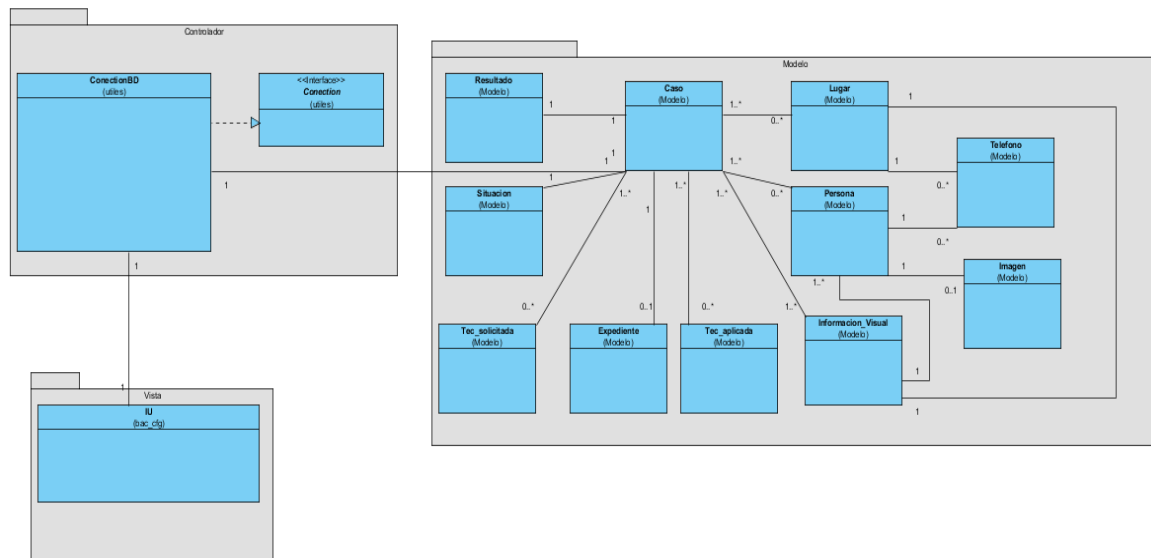 Controlador
ConectionBD
(utiles)
<<Interface>>
Conection
(utiles)
1
1
Modelo
Resultado
(Modelo)
1
1
Caso
(Modelo)
1..*
0..*
Lugar
(Modelo)
1
1
0..*
Telefono
(Modelo)
1
1
1
Situacion
(Modelo)
1..*
0..*
Persona
(Modelo)
1
0..*
1
0..1
Imagen
(Modelo)
1..*
0..*
Tec_solicitada
(Modelo)
1
0..1
Expediente
(Modelo)
1..*
0..*
Tec_aplicada
(Modelo)
1..*
1..*
Informacion_Visual
(Modelo)
1..*
1
1
1
Vista
IU
(bac_cfg)